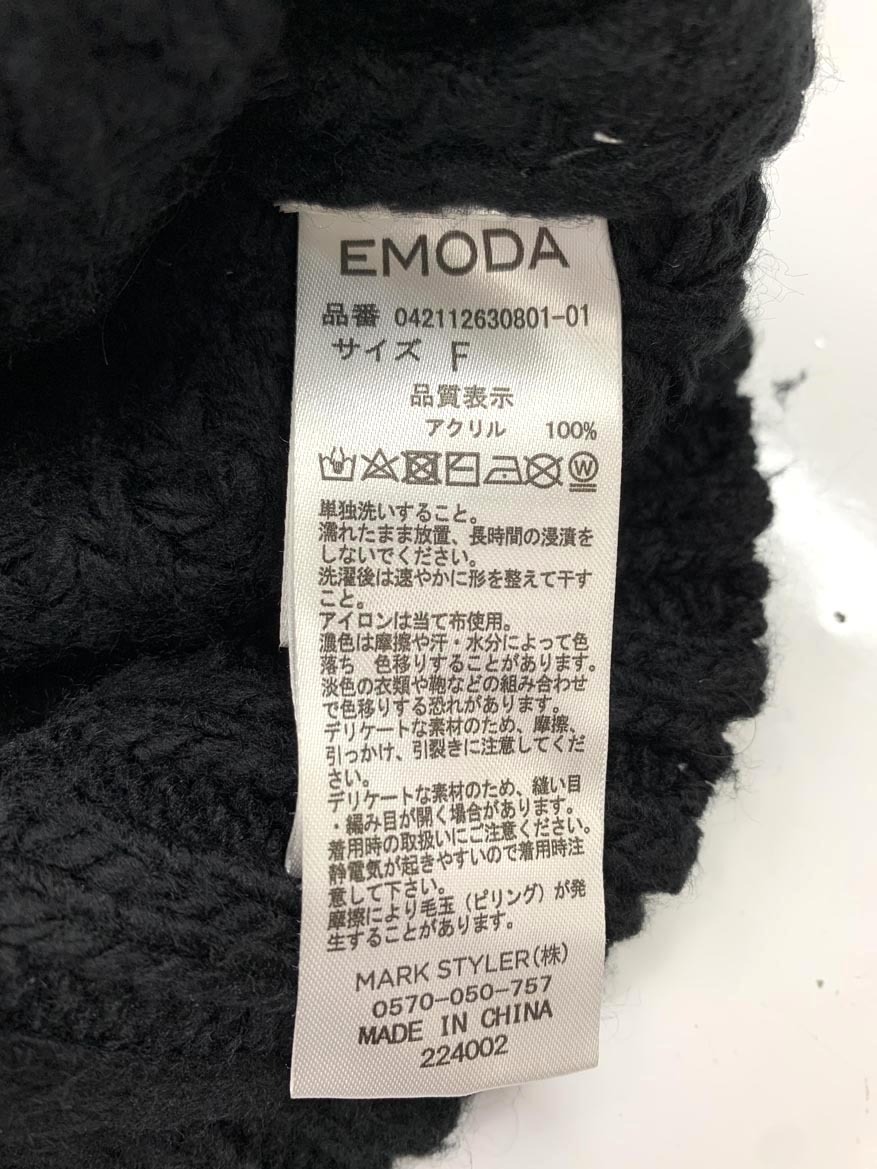 EMODA
品番 042112630801-01
サイズ F
品質表示
アクリル 100%
W
単独洗いすること。
濡れたまま放置、長時間の浸漬を
しないでください。
洗濯後は速やかに形を整えて干す
こと。
アイロンは当て布使用。
濃色は摩擦や汗・水分によって色
落ち 色移りすることがあります。
淡色の衣類や鞄などの組み合わせ
で色移りする恐れがあります。
デリケートな素材のため、摩擦、
引っかけ、引裂きに注意してくだ
さい。
デリケートな素材のため、縫い目
・編み目が開く場合があります。
着用時の取扱いにご注意ください。
静電気が起きやすいので着用時注
意して下さい。
摩擦により毛玉(ピリング)が発
生することがあります。
MARK STYLER(株)
0570-050-757
MADE IN CHINA
224002